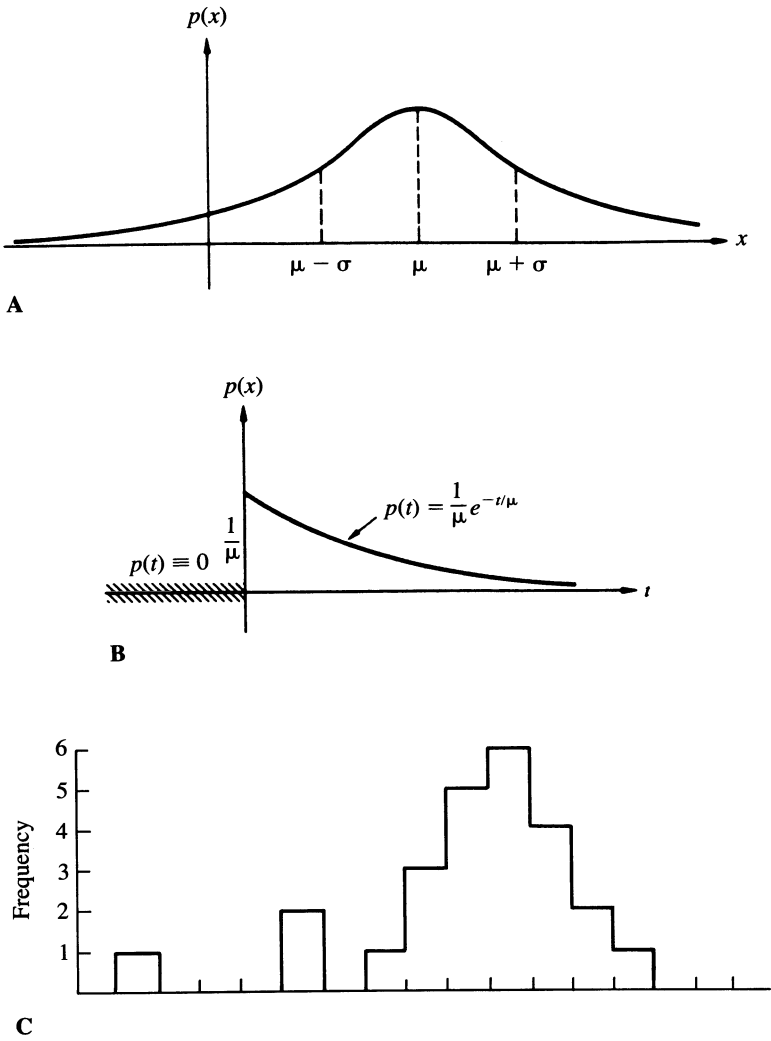 p(x)
x
μ − σ
μ
μ + σ
A
p(x)
p(t) = 1/μ e^−t/μ
1/μ
p(t) ≡ 0
t
B
6
5
4
3
2
1
Frequency
C